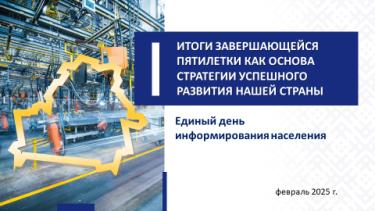 ИТОГИ ЗАВЕРШАЮЩЕЙСЯ
ПЯТИЛЕТКИ КАК ОСНОВА
СТРАТЕГИИ УСПЕШНОГО
РАЗВИТИЯ НАШЕЙ СТРАНЫ
Единый день
информирования населения
февраль 2025 г.